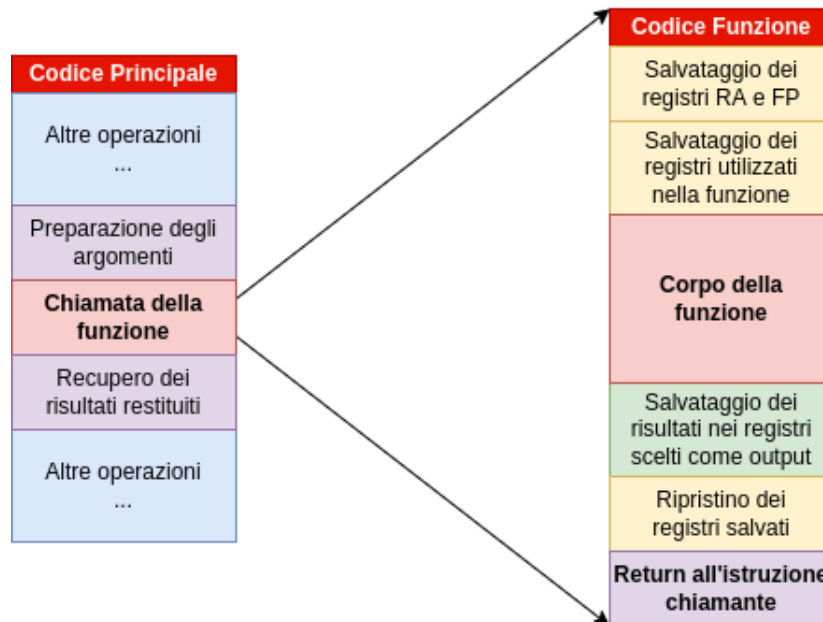 Codice Principale
Altre operazioni
...
Preparazione degli
argomenti
Chiamata della
funzione
Recupero dei
risultati restituiti
Altre operazioni
...
Codice Funzione
Salvataggio dei
registri RA e FP
Salvataggio dei
registri utilizzati
nella funzione
Corpo della
funzione
Salvataggio dei
risultati nei registri
scelti come output
Ripristino dei
registri salvati
Return all'istruzione
chiamante